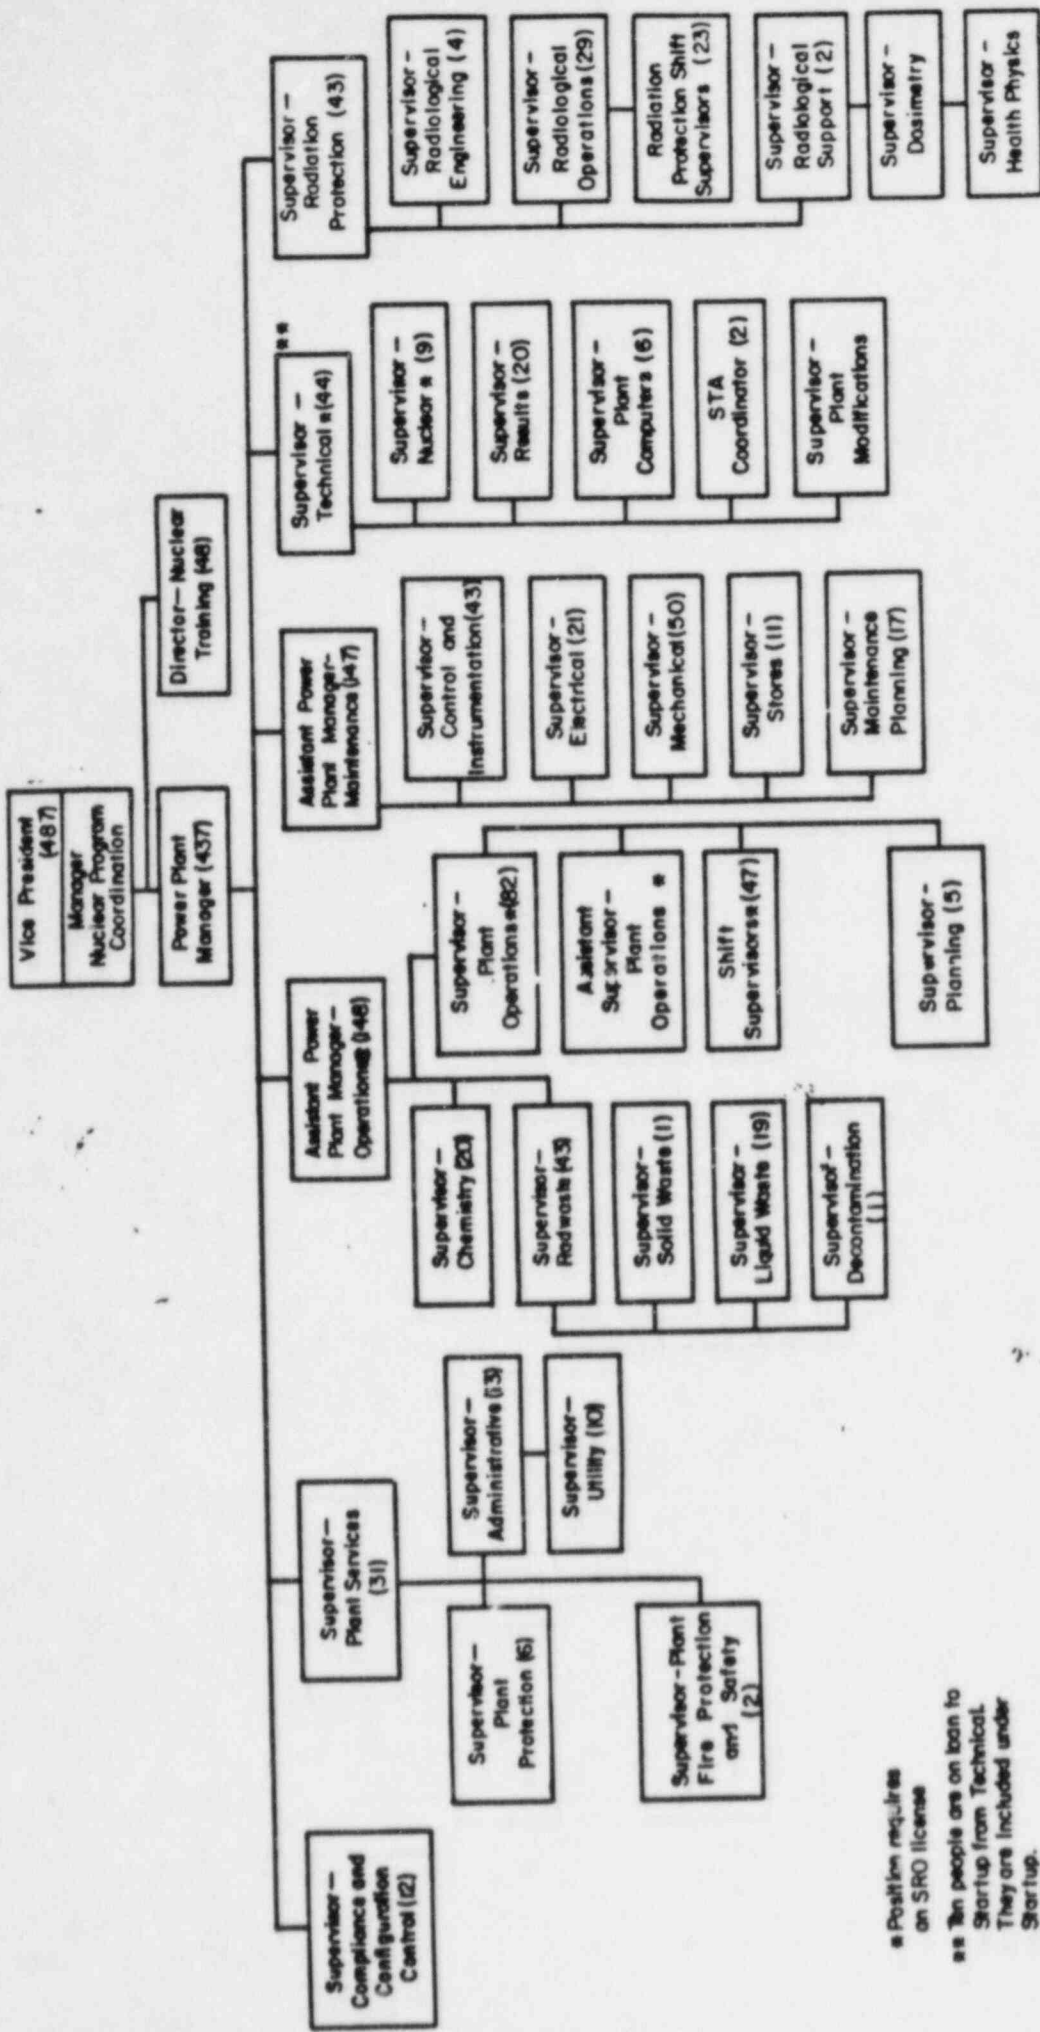 Vice President
(487)
Manager
Nuclear Program
Coordination
Power Plant
Manager (437)
Director—Nuclear
Training (48)
Supervisor—
Compliance and
Configuration
Control (12)
Supervisor—
Plant Services
(31)
Supervisor—
Plant
Protection (6)
Supervisor—
Administrative (13)
Supervisor—
Utility (10)
Supervisor-Plant
Fire Protection
and Safety
(2)
Assistant Power
Plant Manager—
Operations* (148)
Supervisor—
Chemistry (20)
Supervisor—
Radwaste (43)
Supervisor—
Solid Waste (1)
Supervisor—
Liquid Waste (19)
Supervisor-
Decontamination
(1)
Supervisor-
Plant
Operations* (82)
Assistant
Supervisor—
Plant
Operations *
Shift
Supervisors* (47)
Supervisor-
Planning (5)
Assistant Power
Plant Manager-
Maintenance (147)
Supervisor—
Control and
Instrumentation (43)
Supervisor—
Electrical (21)
Supervisor—
Mechanical (50)
Supervisor—
Stores (11)
Supervisor—
Maintenance
Planning (17)
Supervisor —
Technical * (44)
**
Supervisor—
Nuclear * (9)
Supervisor—
Results (20)
Supervisor—
Plant
Computers (6)
STA
Coordinator (2)
Supervisor—
Plant
Modifications
Supervisor—
Radiation
Protection (43)
Supervisor—
Radiological
Engineering (4)
Supervisor—
Radiological
Operations (29)
Radiation
Protection Shift
Supervisors (23)
Supervisor—
Radiological
Support (2)
Supervisor—
Dosimetry
Supervisor—
Health Physics
* Position requires
an SRO license
** Ten people are on loan to
Startup from Technical.
They are included under
Startup.